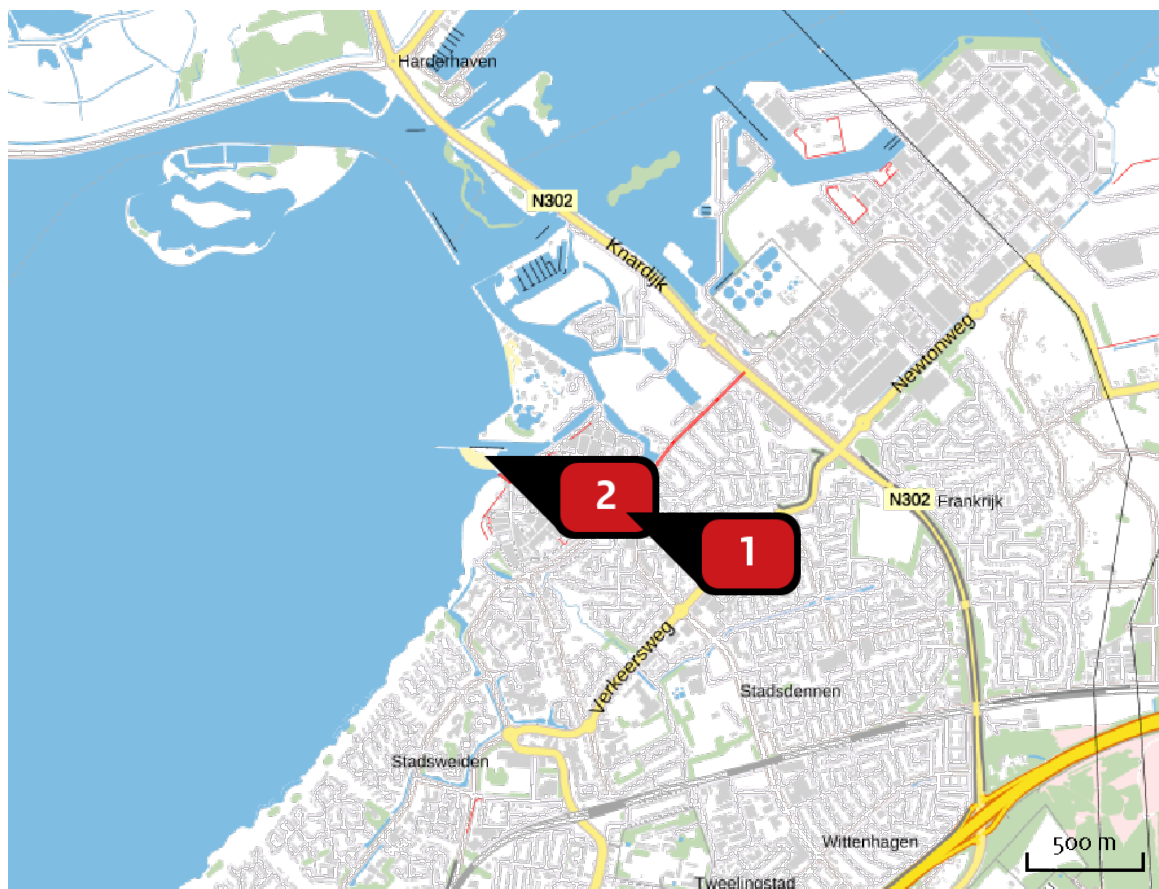 Harderhaven
N302
Knardijk
Newtonweg
2
N302
Frankrijk
1
Verkeersweg
Stadsdennen
Stadsweiden
Wittenhagen
500 m
Tweelingstad